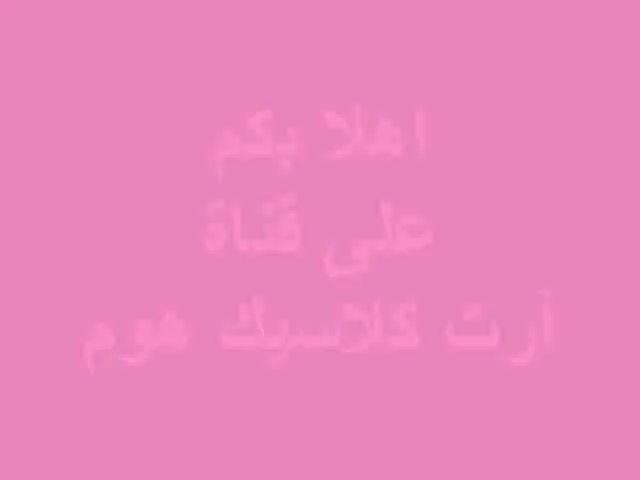 اهلا بكم
على قناة
آرت كلاسيك هوم